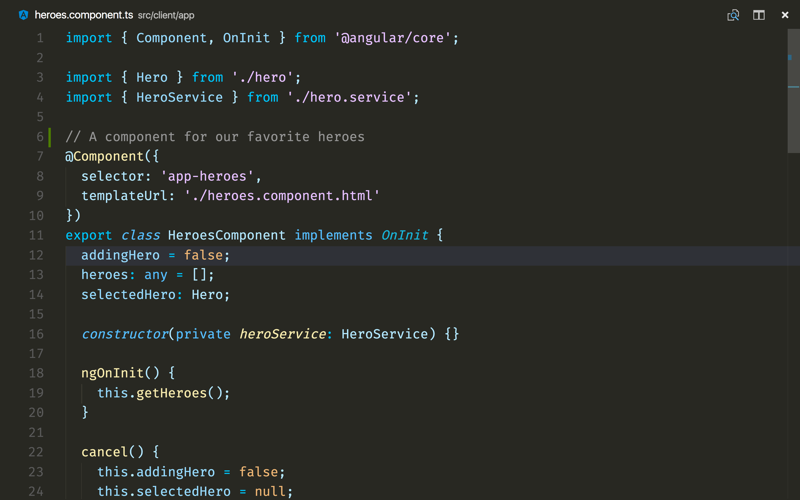 heroes.component.ts src/client/app
1 import { Component, OnInit } from '@angular/core';
2
3 import { Hero } from './hero';
4 import { HeroService } from './hero.service';
5
6 // A component for our favorite heroes
7 @Component({
8   selector: 'app-heroes',
9   templateUrl: './heroes.component.html'
10 })
11 export class HeroesComponent implements OnInit {
12   addingHero = false;
13   heroes: any = [];
14   selectedHero: Hero;
15
16   constructor(private heroService: HeroService) {}
17
18   ngOnInit() {
19     this.getHeroes();
20   }
21
22   cancel() {
23     this.addingHero = false;
24     this.selectedHero = null;